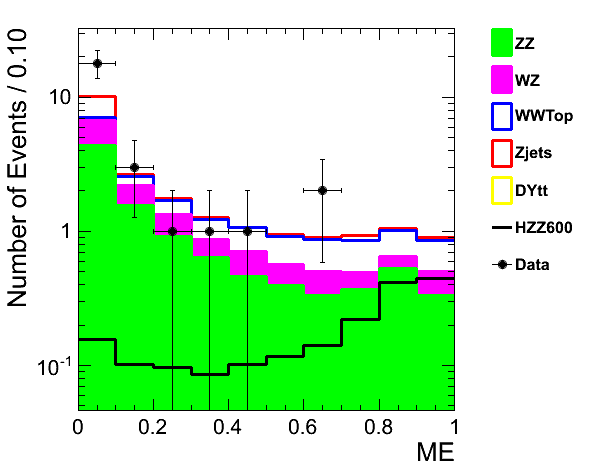 Number of Events / 0.10
10
1
10⁻¹
0 0.2 0.4 0.6 0.8 1
ME
ZZ
WZ
WWTop
Zjets
DYtt
HZZ600
Data